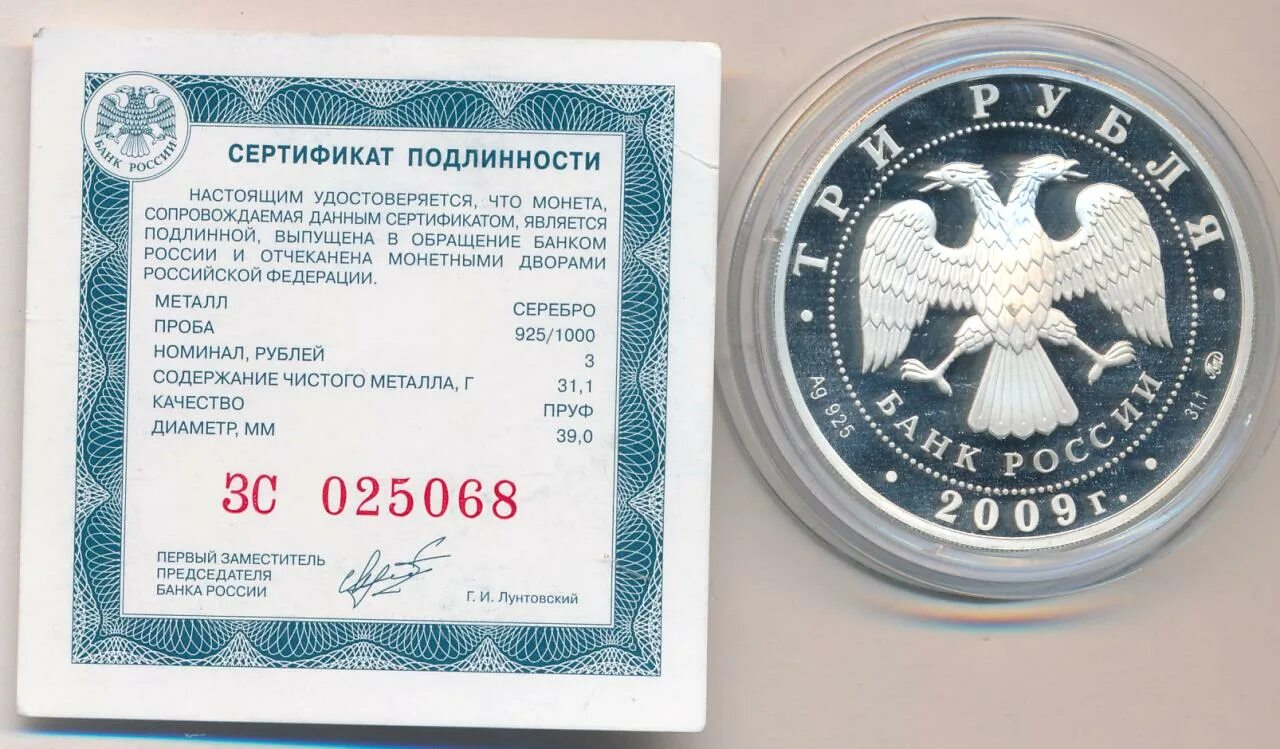 БАНК РОССИИ
СЕРТИФИКАТ ПОДЛИННОСТИ
НАСТОЯЩИМ УДОСТОВЕРЯЕТСЯ, ЧТО МОНЕТА,
СОПРОВОЖДАЕМАЯ ДАННЫМ СЕРТИФИКАТОМ, ЯВЛЯЕТСЯ
ПОДЛИННОЙ, ВЫПУЩЕНА В ОБРАЩЕНИЕ БАНКОМ
РОССИИ И ОТЧЕКАНЕНА МОНЕТНЫМИ ДВОРАМИ
РОССИЙСКОЙ ФЕДЕРАЦИИ.
МЕТАЛЛ СЕРЕБРО
ПРОБА 925/1000
НОМИНАЛ, РУБЛЕЙ 3
СОДЕРЖАНИЕ ЧИСТОГО МЕТАЛЛА, Г 31,1
КАЧЕСТВО ПРУФ
ДИАМЕТР, ММ 39,0
ЗС 025068
ПЕРВЫЙ ЗАМЕСТИТЕЛЬ
ПРЕДСЕДАТЕЛЯ
БАНКА РОССИИ
Г. И. Лунтовский
ТРИ РУБЛЯ
Ag 925
БАНК РОССИИ
31,1
2009 г.